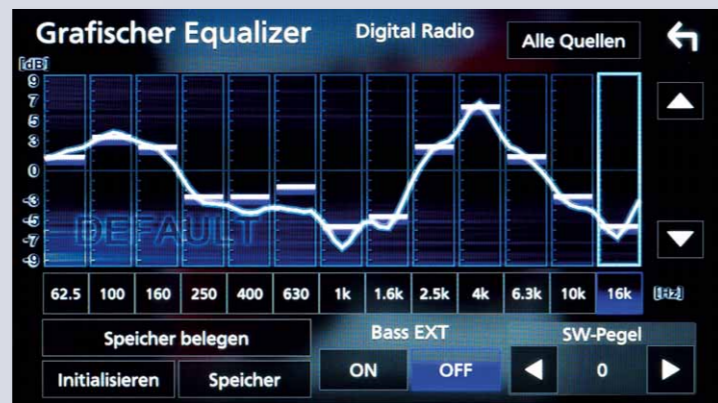 Grafischer Equalizer Digital Radio Alle Quellen
[dB]
9
7
5
3
0
-3
-5
-7
-9
DEFAULT
62.5 100 160 250 400 630 1k 1.6k 2.5k 4k 6.3k 10k 16k [Hz]
Speicher belegen Bass EXT SW-Pegel
Initialisieren Speicher ON OFF 0